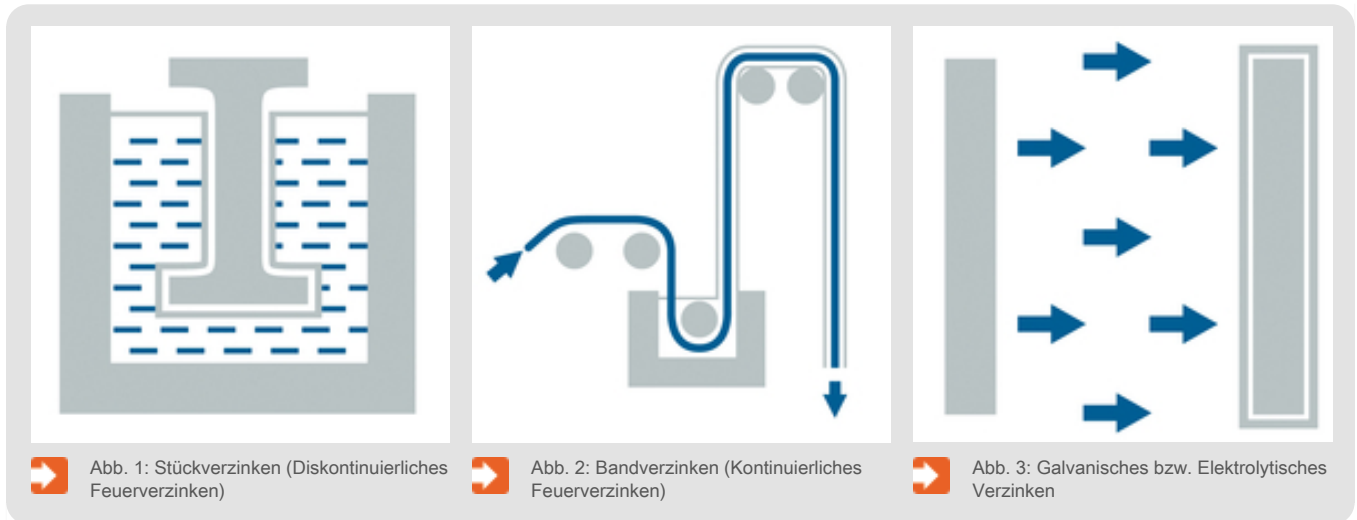 Abb. 1: Stückverzinken (Diskontinuierliches
Feuerverzinken)
Abb. 2: Bandverzinken (Kontinuierliches
Feuerverzinken)
Abb. 3: Galvanisches bzw. Elektrolytisches
Verzinken